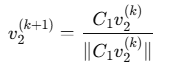 $v_2^{(k+1)} = \frac{C_1 v_2^{(k)}}{\| C_1 v_2^{(k)} \|}$